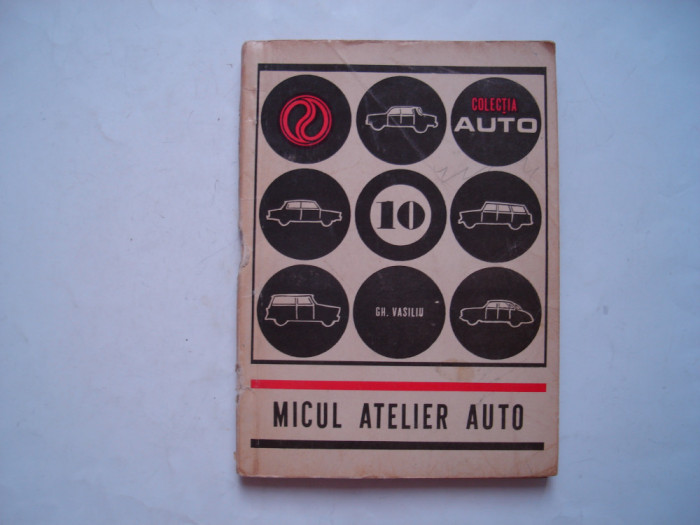 COLECȚIA
AUTO
10
GH. VASILIU
MICUL ATELIER AUTO